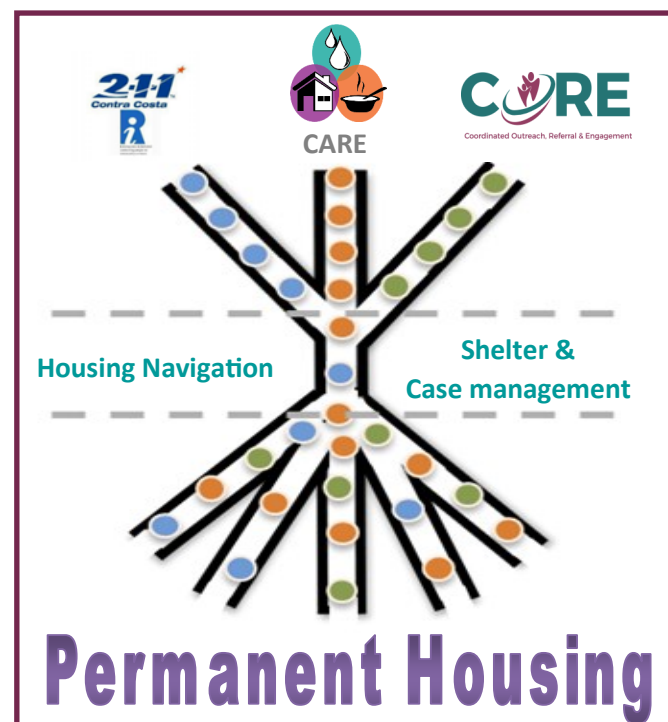 2-1-1
Contra Costa
CARE
CORE
Coordinated Outreach, Referral & Engagement
Housing Navigation
Shelter &
Case management
Permanent Housing